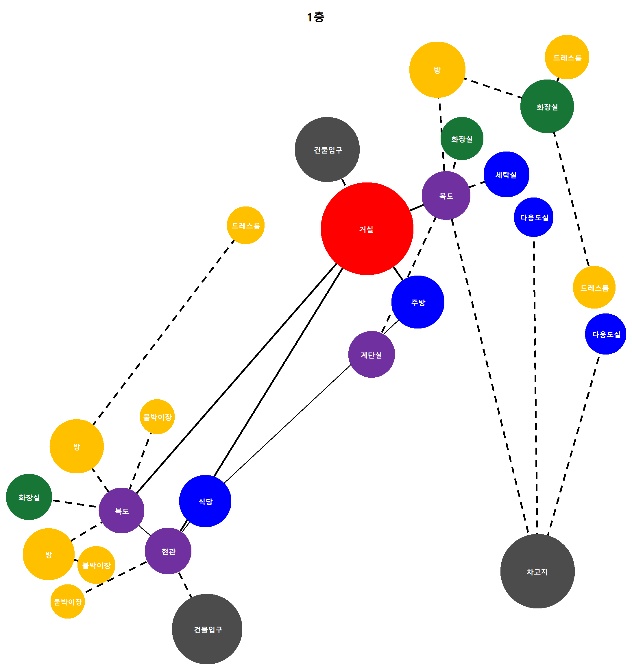 1층
드레스룸
방
화장실
화장실
건물입구
세탁실
복도
다용도실
드레스룸
거실
드레스룸
주방
다용도실
계단실
붙박이장
방
화장실
식당
복도
현관
방
붙박이장
차고지
붙박이장
건물입구